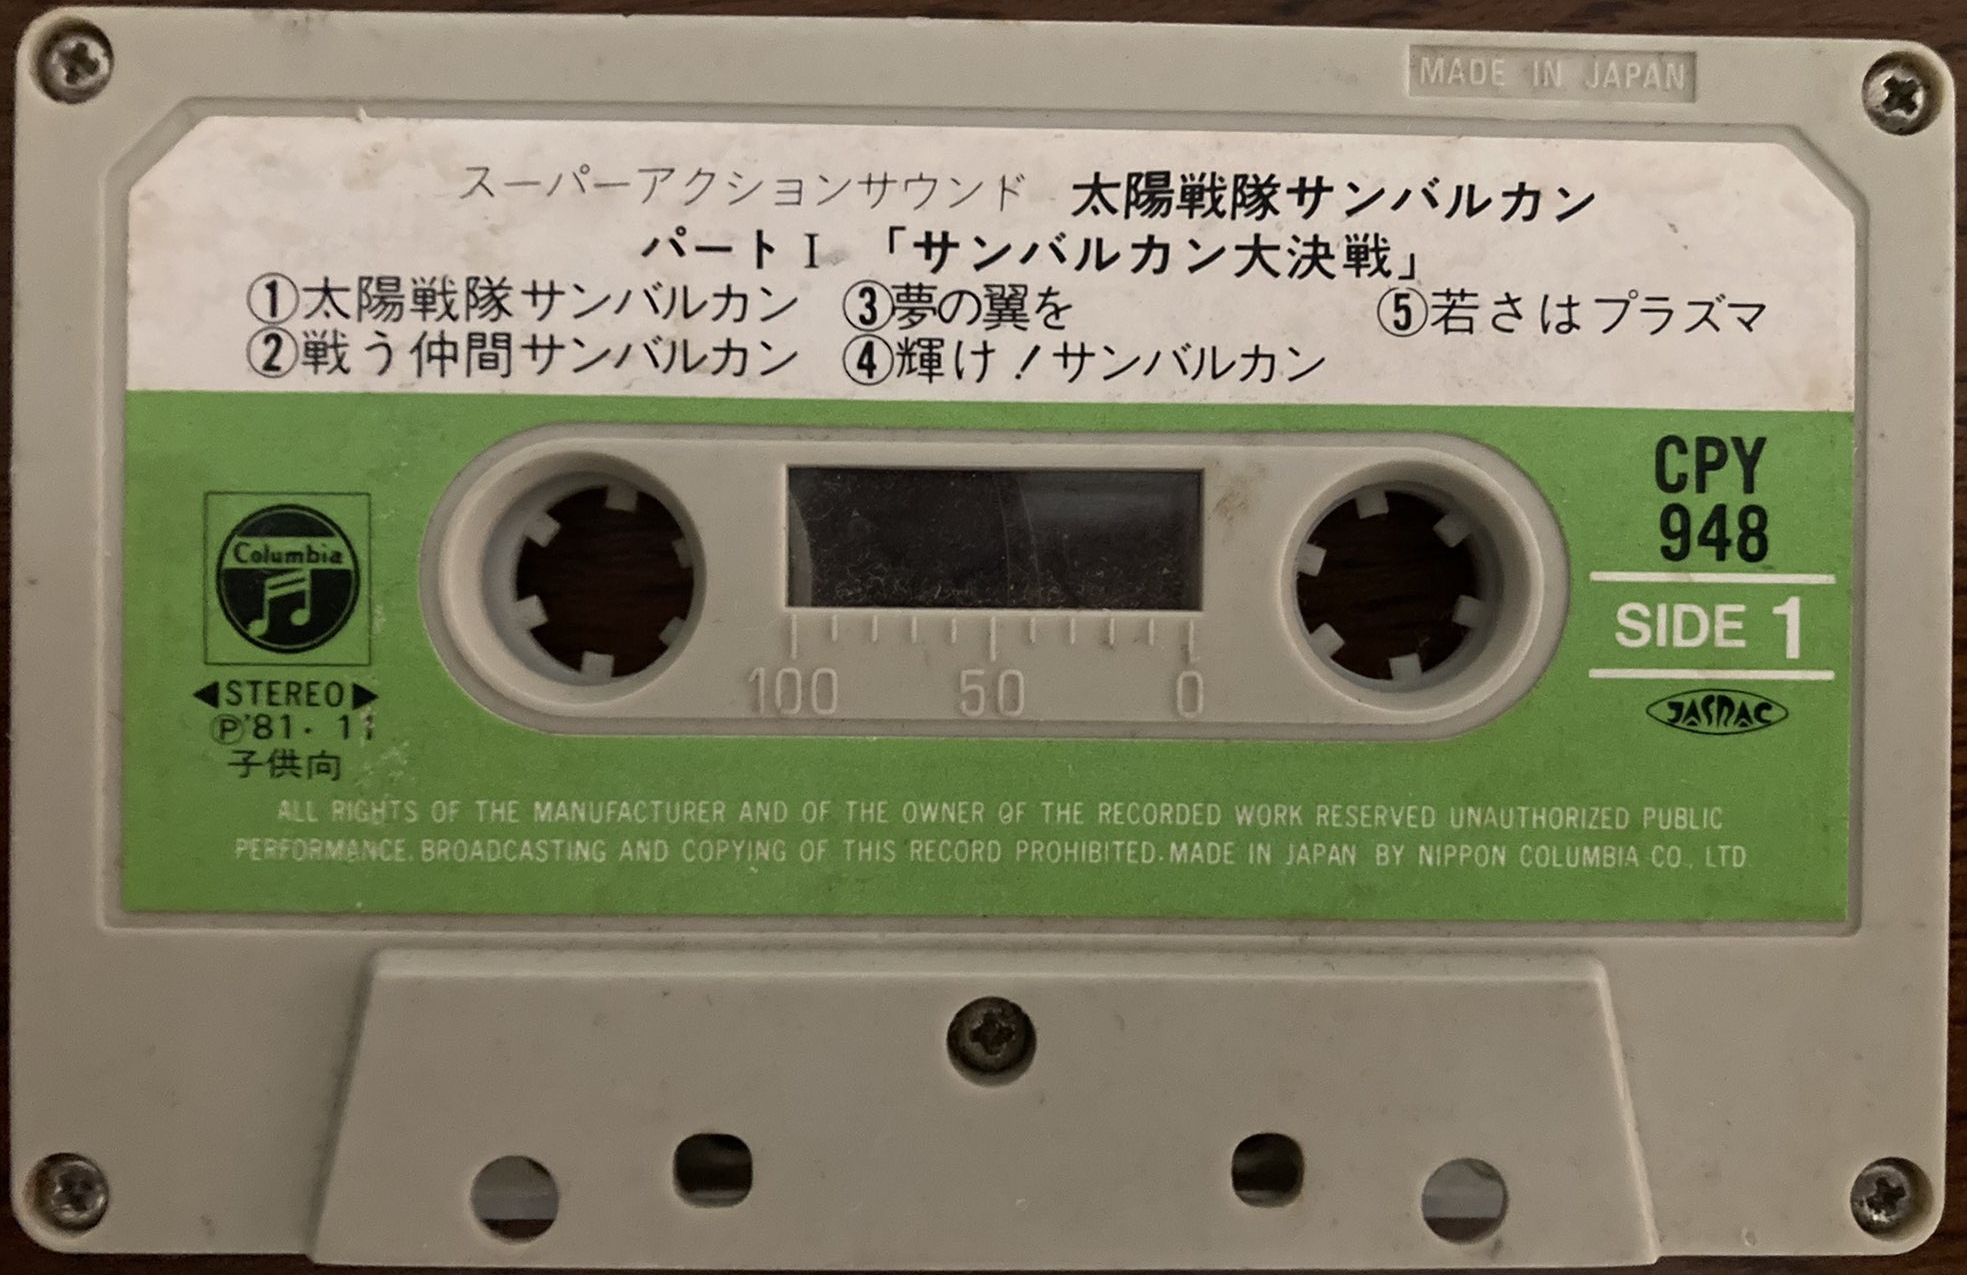 MADE IN JAPAN
スーパーアクションサウンド 太陽戦隊サンバルカン
パートI 「サンバルカン大決戦」
①太陽戦隊サンバルカン ③夢の翼を ⑤若さはプラズマ
②戦う仲間サンバルカン ④輝け!サンバルカン
CPY
948
SIDE 1
JASRAC
Columbia
◀STEREO▶
Ⓟ'81・11
子供向
100 50 0
ALL RIGHTS OF THE MANUFACTURER AND OF THE OWNER OF THE RECORDED WORK RESERVED UNAUTHORIZED PUBLIC
PERFORMANCE. BROADCASTING AND COPYING OF THIS RECORD PROHIBITED. MADE IN JAPAN BY NIPPON COLUMBIA CO., LTD.